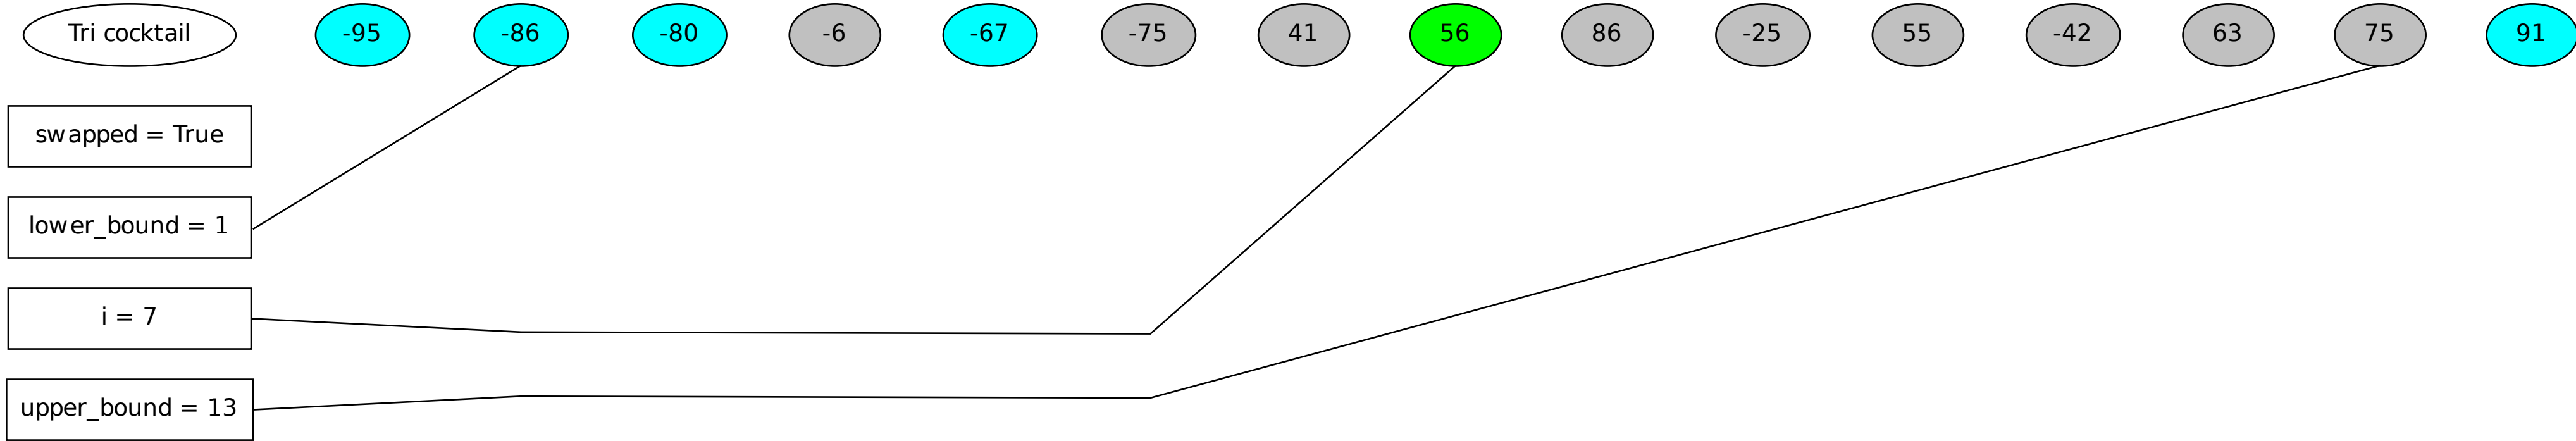 Tri cocktail -95 -86 -80 -6 -67 -75 41 56 86 -25 55 -42 63 75 91
swapped = True
lower_bound = 1
i = 7
upper_bound = 13